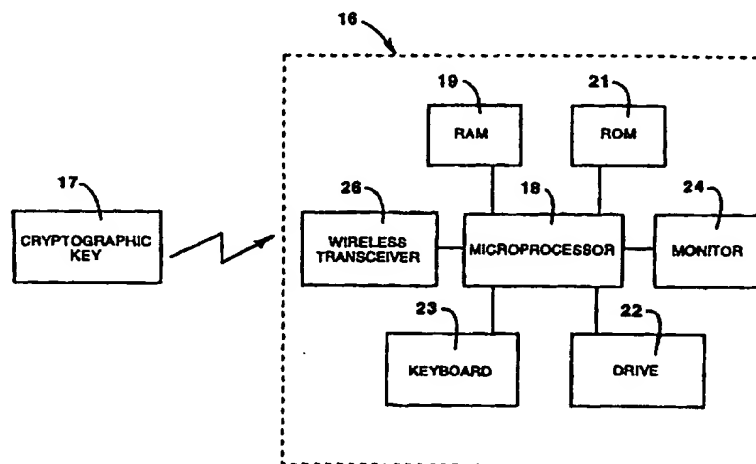 16
19
RAM
21
ROM
17
CRYPTOGRAPHIC
KEY
26
WIRELESS
TRANSCEIVER
18
MICROPROCESSOR
24
MONITOR
23
KEYBOARD
22
DRIVE